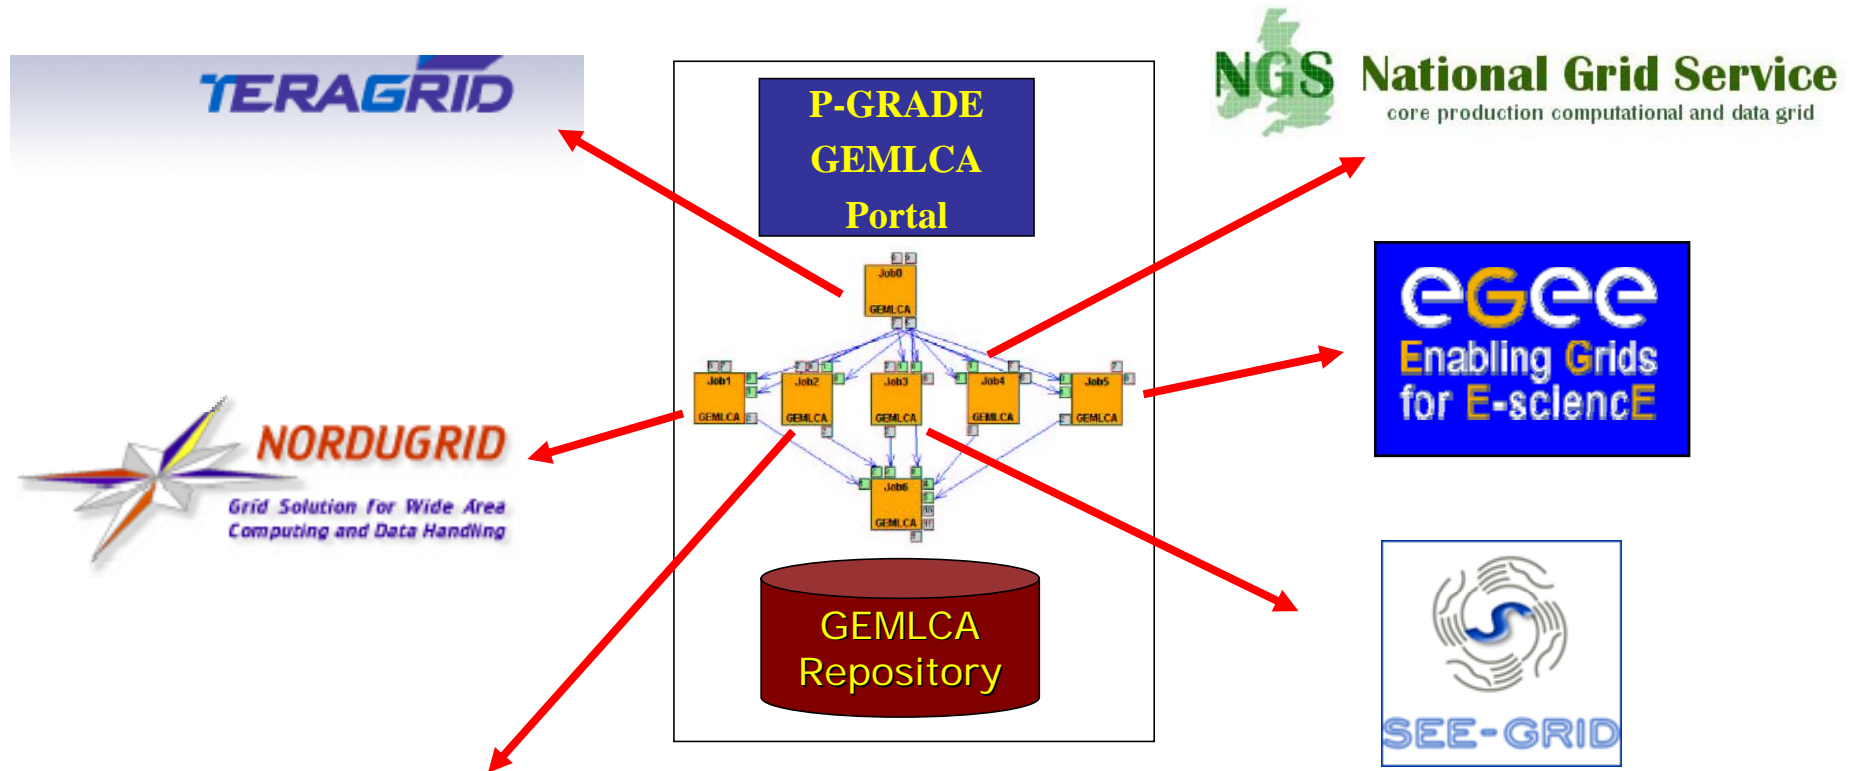 TERAGRID
P-GRADE
GEMLCA
Portal
NGS National Grid Service
core production computational and data grid
Job0
GEMLCA
Job1
GEMLCA
Job2
GEMLCA
Job3
GEMLCA
Job4
GEMLCA
Job5
GEMLCA
Job6
GEMLCA
eGee
Enabling Grids
for E-sciencE
NORDUGRID
Grid Solution for Wide Area
Computing and Data Handling
GEMLCA
Repository
SEE-GRID